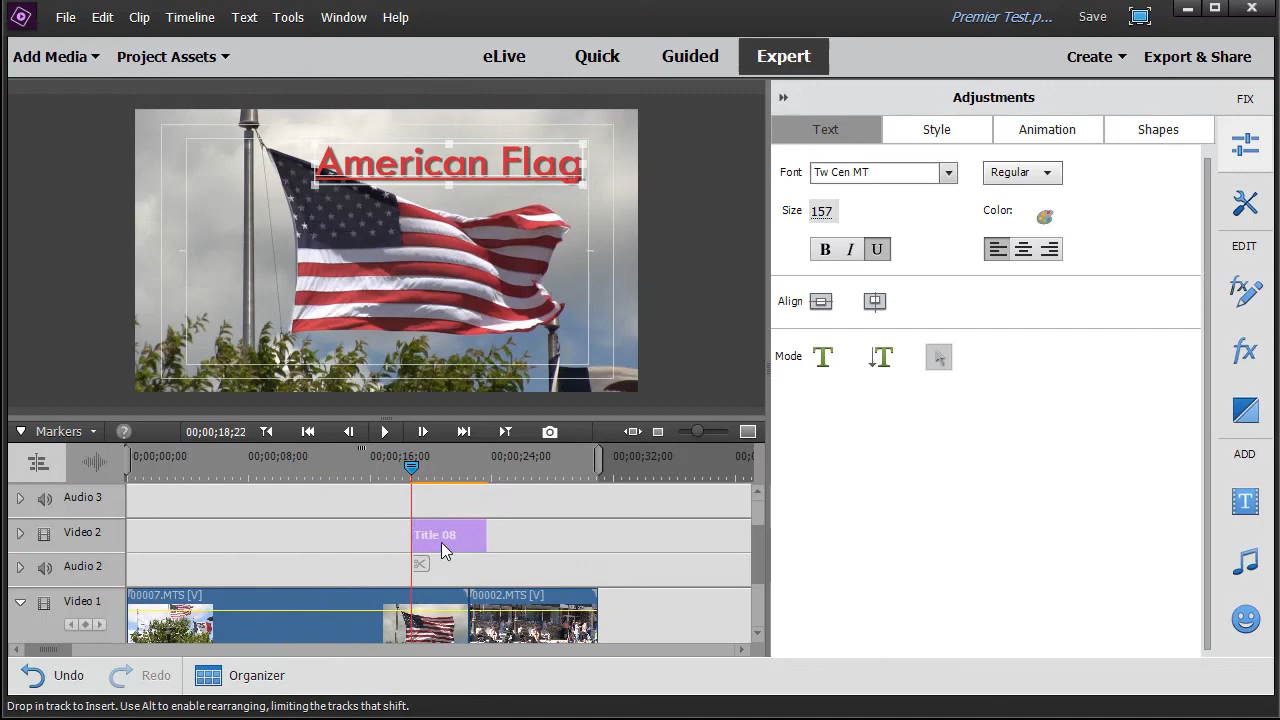 File Edit Clip Timeline Text Tools Window Help Premier Test.p... Save
Add Media Project Assets eLive Quick Guided Expert Create Export & Share
Adjustments FIX
Text Style Animation Shapes
American Flag
Font Tw Cen MT Regular
Size 157 Color:
B I U
EDIT
Align
Mode T T
fx
Markers ? 00;00;18;22
ADD
0;00;00;00 00;00;08;00 00;00;16;00 00;00;24;00 00;00;32;00 00;0
Audio 3
Video 2 Title 08
Audio 2
Video 1 00007.MTS [V] 00002.MTS [V]
Undo Redo Organizer
Drop in track to Insert. Use Alt to enable rearranging, limiting the tracks that shift.